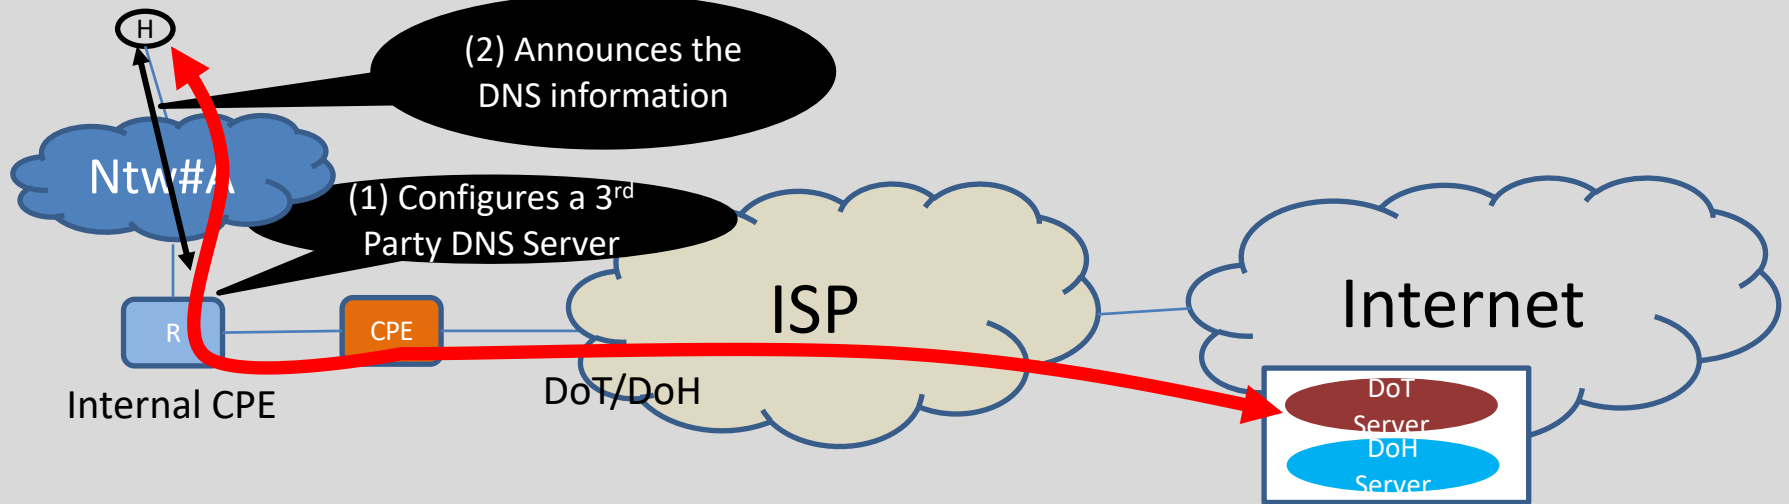 H
(2) Announces the
DNS information
Ntw#A
(1) Configures a 3rd
Party DNS Server
ISP
Internet
R
CPE
Internal CPE
DoT/DoH
DoT
Server
DoH
Server